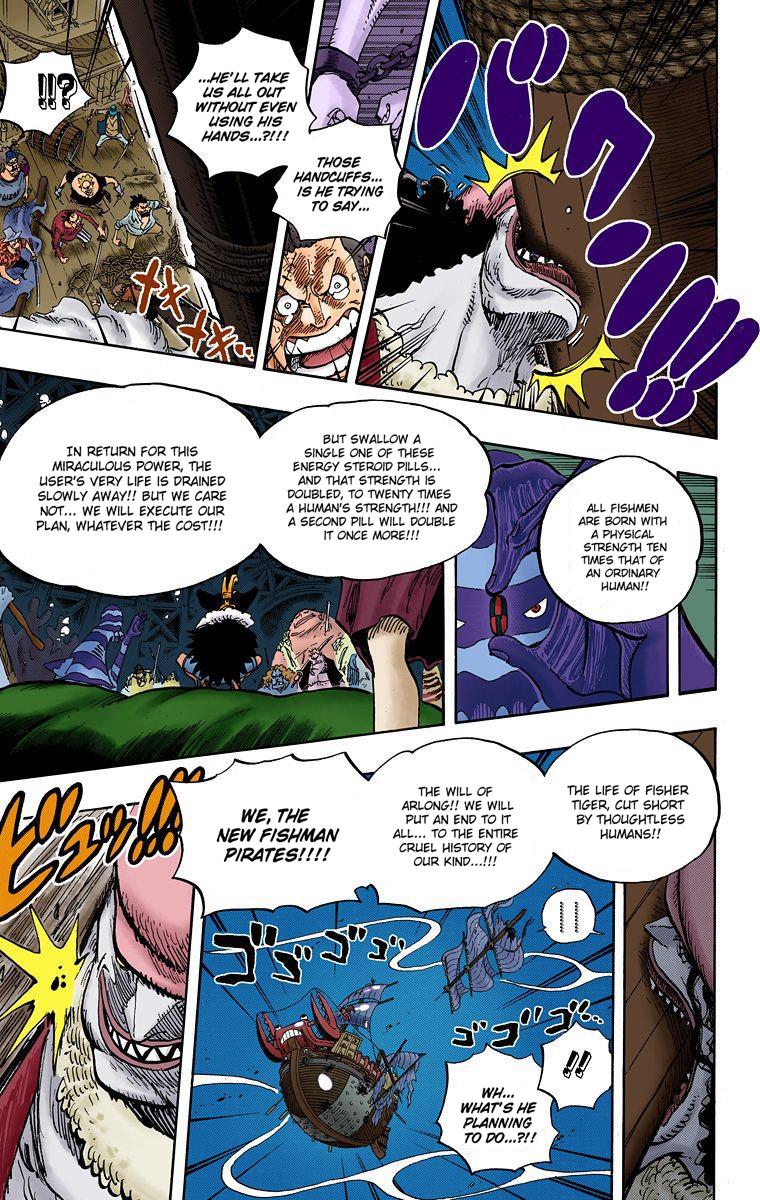 バクンッ!!!
THOSE
HANDCUFFS...
...IS HE TRYING
TO SAY...
...HE'LL TAKE
US ALL OUT
WITHOUT EVEN
USING HIS
HANDS...?!!!
!!?
メキメキ...
ALL FISHMEN
ARE BORN WITH
A PHYSICAL
STRENGTH TEN
TIMES THAT OF
AN ORDINARY
HUMAN!!
BUT SWALLOW A
SINGLE ONE OF THESE
ENERGY STEROID PILLS...
AND THAT STRENGTH IS
DOUBLED, TO TWENTY TIMES
A HUMAN'S STRENGTH!!! AND
A SECOND PILL WILL DOUBLE
IT ONCE MORE!!!
IN RETURN FOR THIS
MIRACULOUS POWER, THE
USER'S VERY LIFE IS DRAINED
SLOWLY AWAY!! BUT WE CARE
NOT... WE WILL EXECUTE OUR
PLAN, WHATEVER THE COST!!!
THE LIFE OF FISHER
TIGER, CUT SHORT
BY THOUGHTLESS
HUMANS!!
THE WILL OF
ARLONG!! WE WILL
PUT AN END TO IT
ALL... TO THE ENTIRE
CRUEL HISTORY OF
OUR KIND...!!!
WE, THE
NEW FISHMAN
PIRATES!!!!
ゴゴゴゴ
ゴゴゴゴ...
!!
WH...
WHAT'S HE
PLANNING
TO DO...?!!
ビュッ!!!